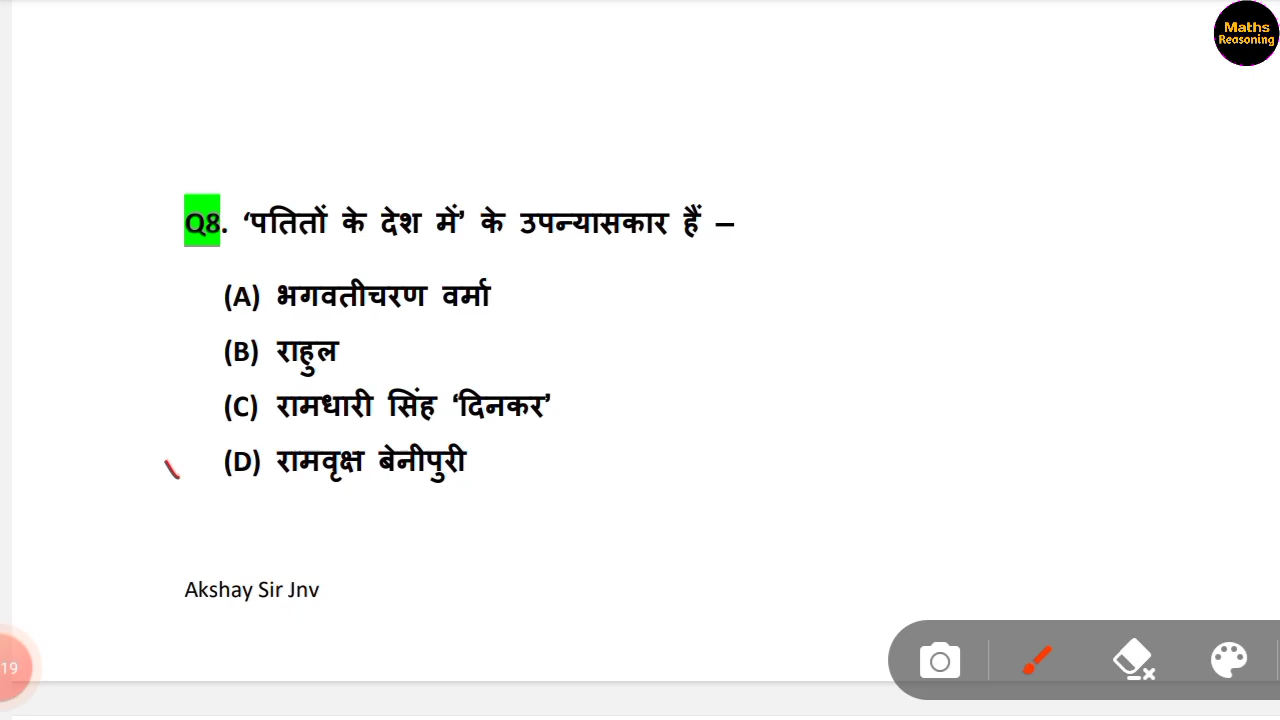 Maths
Reasoning
Q8. ‘पतितों के देश में’ के उपन्यासकार हैं –
(A) भगवतीचरण वर्मा
(B) राहुल
(C) रामधारी सिंह ‘दिनकर’
(D) रामवृक्ष बेनीपुरी
Akshay Sir Jnv
19